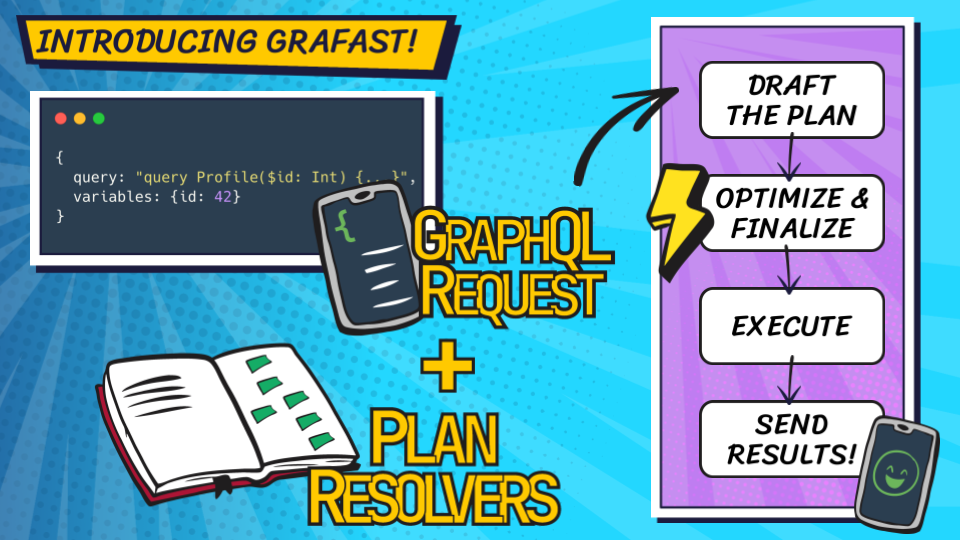 INTRODUCING GRAFAST!
{
query: "query Profile($id: Int) {... }",
variables: {id: 42}
}
{
GRAPHQL
REQUEST
+
PLAN
RESOLVERS
DRAFT
THE PLAN
OPTIMIZE &
FINALIZE
EXECUTE
SEND
RESULTS!